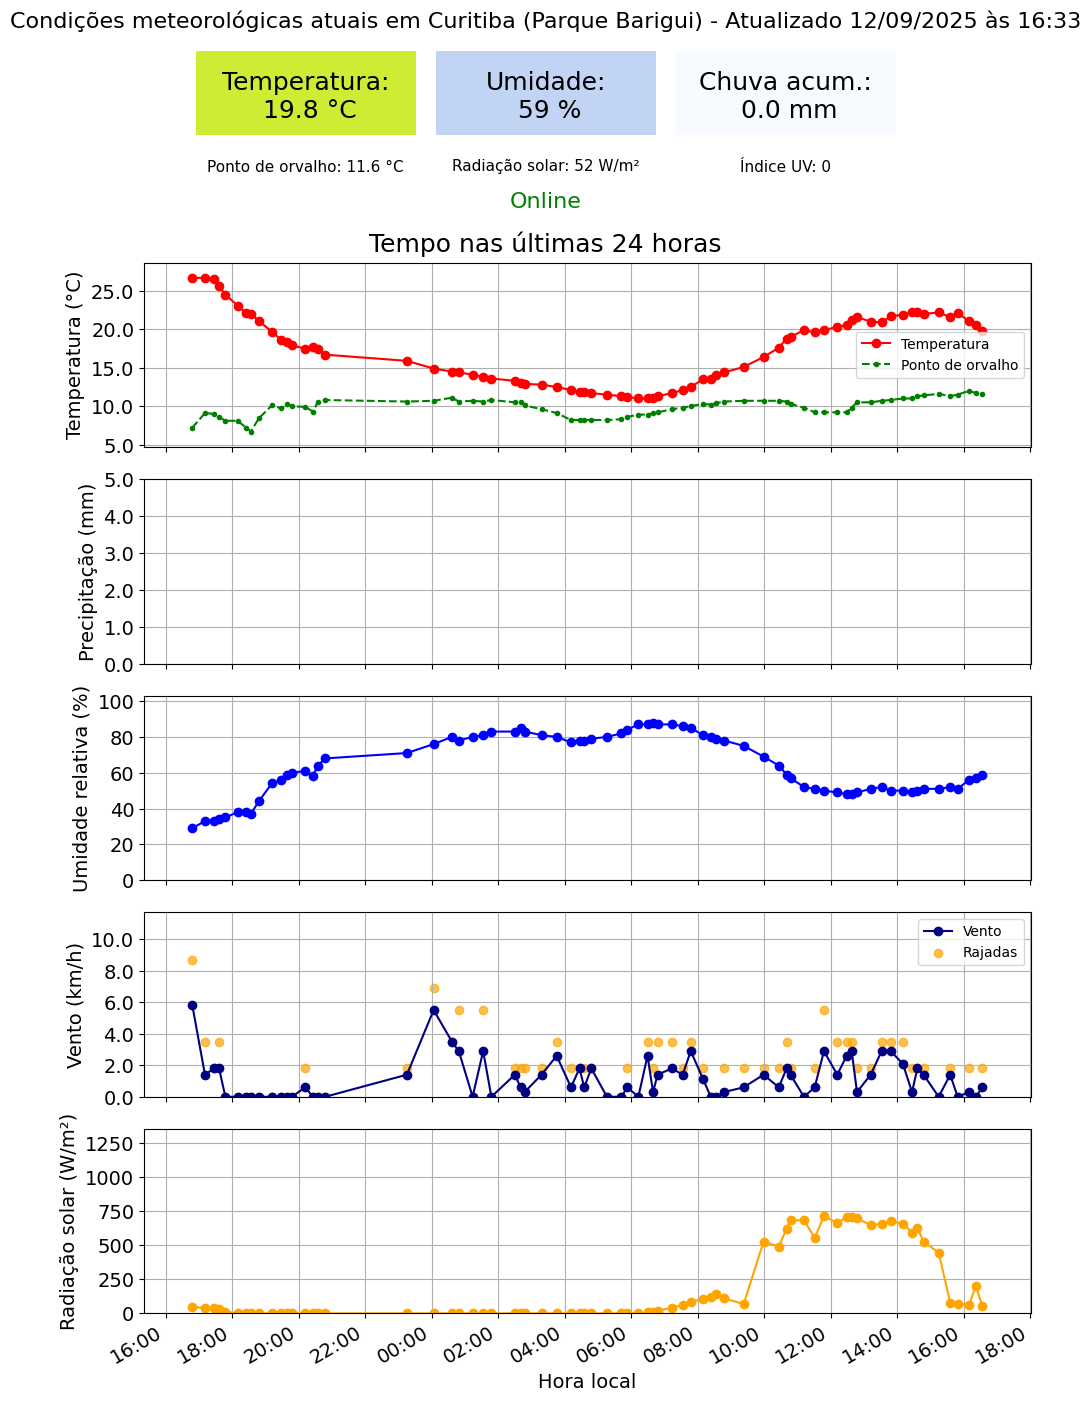 Condições meteorológicas atuais em Curitiba (Parque Barigui) - Atualizado 12/09/2025 às 16:33
Temperatura:
19.8 °C
Umidade:
59 %
Chuva acum.:
0.0 mm
Ponto de orvalho: 11.6 °C
Radiação solar: 52 W/m²
Índice UV: 0
Online
Tempo nas últimas 24 horas
Temperatura (°C)
25.0
20.0
15.0
10.0
5.0
Temperatura
Ponto de orvalho
Precipitação (mm)
5.0
4.0
3.0
2.0
1.0
0.0
Umidade relativa (%)
100
80
60
40
20
0
Vento (km/h)
10.0
8.0
6.0
4.0
2.0
0.0
Vento
Rajadas
Radiação solar (W/m²)
1250
1000
750
500
250
0
16:00
18:00
20:00
22:00
00:00
02:00
04:00
06:00
08:00
10:00
12:00
14:00
16:00
18:00
Hora local